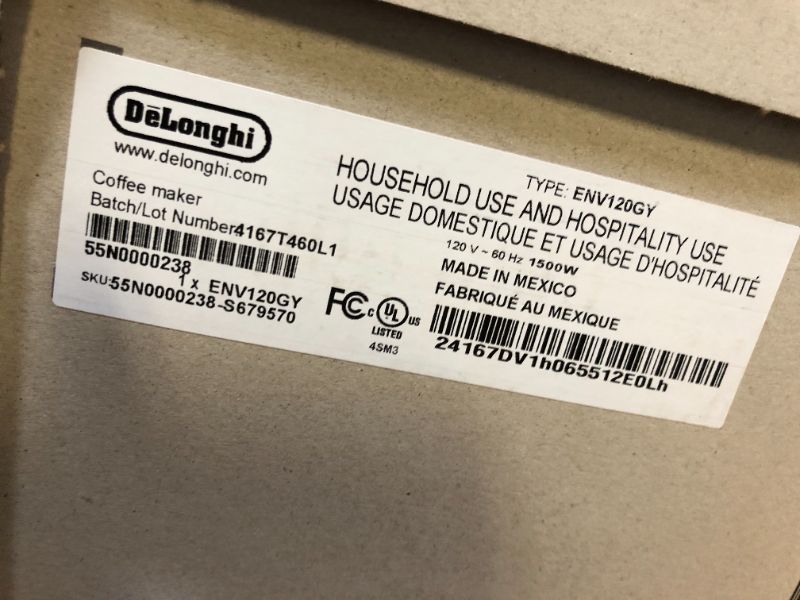 DēLonghi
www.delonghi.com
Coffee maker
Batch/Lot Number4167T460L1
55N0000238
1 x ENV120GY
SKU:55N0000238-S679570
TYPE: ENV120GY
HOUSEHOLD USE AND HOSPITALITY USE
USAGE DOMESTIQUE ET USAGE D'HOSPITALITÉ
120 V ~ 60 Hz 1500W
MADE IN MEXICO
FABRIQUÉ AU MEXIQUE
FC C UL US
LISTED
4SM3
24167DV1h065512E0Lh